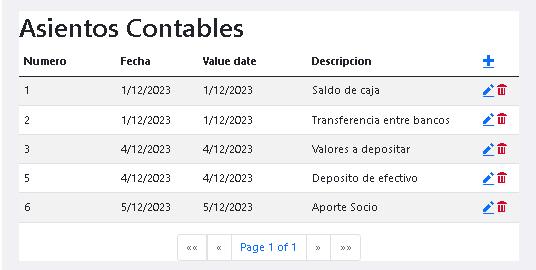 Asientos Contables
Numero Fecha Value date Descripcion +
1 1/12/2023 1/12/2023 Saldo de caja
2 1/12/2023 1/12/2023 Transferencia entre bancos
3 4/12/2023 4/12/2023 Valores a depositar
5 4/12/2023 4/12/2023 Deposito de efectivo
6 5/12/2023 5/12/2023 Aporte Socio
«« « Page 1 of 1 » »»